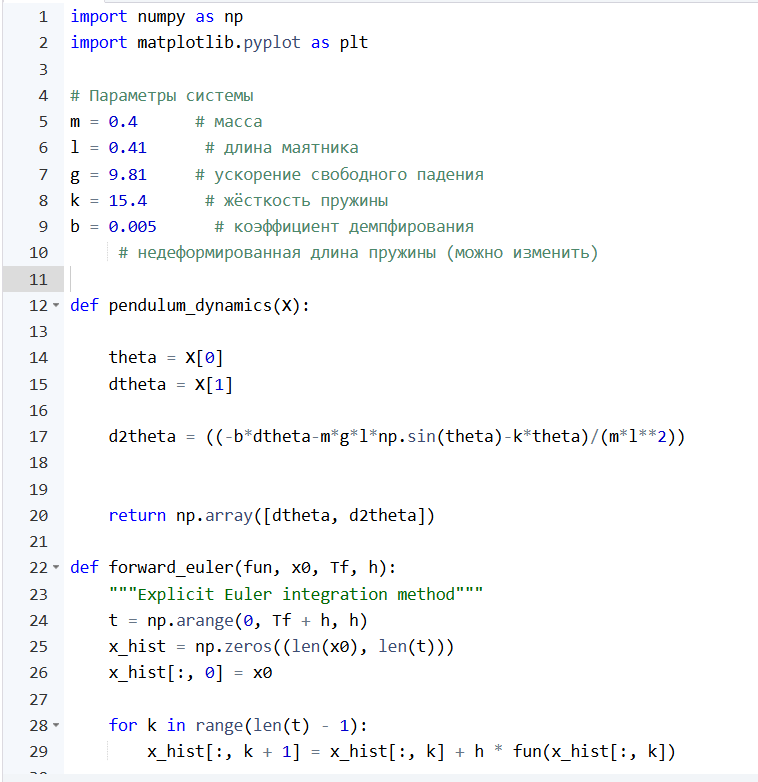 1 import numpy as np
2 import matplotlib.pyplot as plt
3
4 # Параметры системы
5 m = 0.4      # масса
6 l = 0.41      # длина маятника
7 g = 9.81     # ускорение свободного падения
8 k = 15.4      # жёсткость пружины
9 b = 0.005      # коэффициент демпфирования
10      # недеформированная длина пружины (можно изменить)
11
12 def pendulum_dynamics(X):
13
14     theta = X[0]
15     dtheta = X[1]
16
17     d2theta = ((-b*dtheta-m*g*l*np.sin(theta)-k*theta)/(m*l**2))
18
19
20     return np.array([dtheta, d2theta])
21
22 def forward_euler(fun, x0, Tf, h):
23     """Explicit Euler integration method"""
24     t = np.arange(0, Tf + h, h)
25     x_hist = np.zeros((len(x0), len(t)))
26     x_hist[:, 0] = x0
27
28     for k in range(len(t) - 1):
29         x_hist[:, k + 1] = x_hist[:, k] + h * fun(x_hist[:, k])